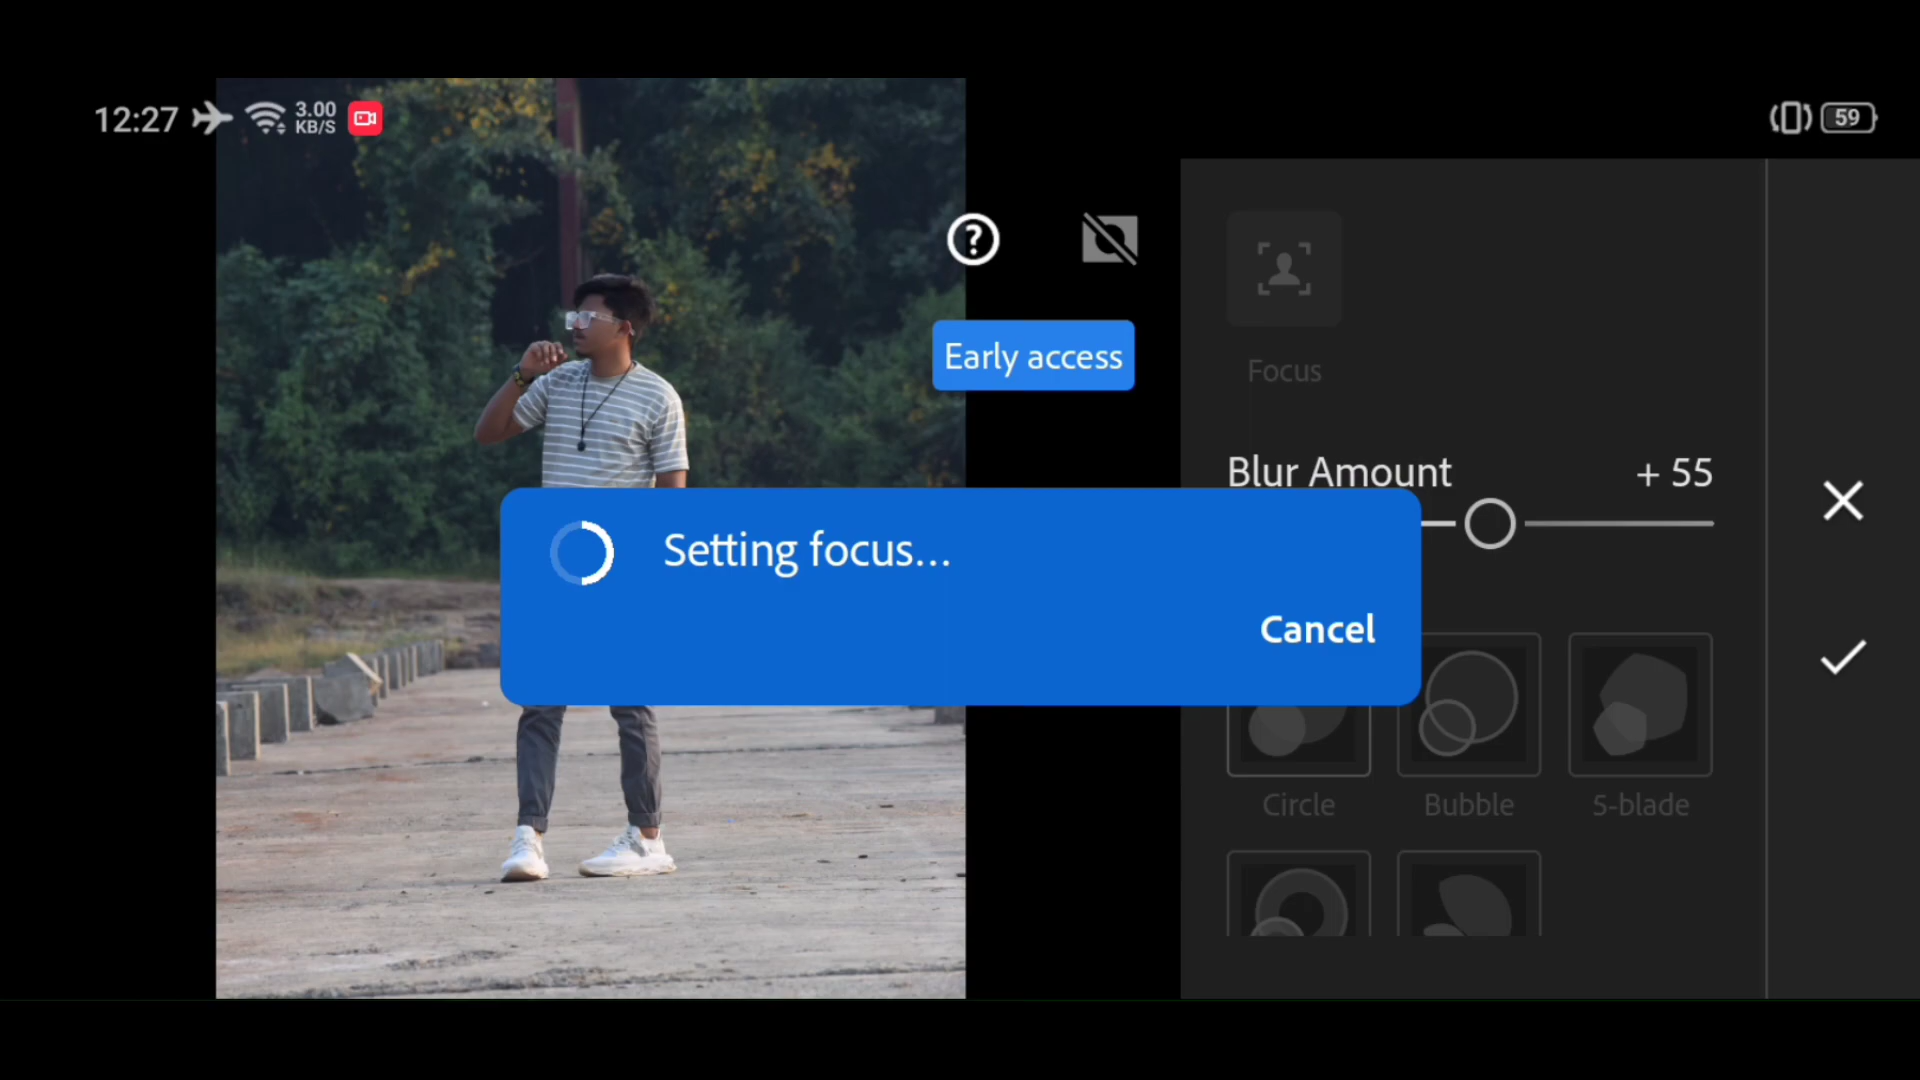 12:27
3.00
KB/S
59
?
Early access
Focus
Blur Amount
+ 55
Setting focus...
Cancel
Circle
Bubble
5-blade